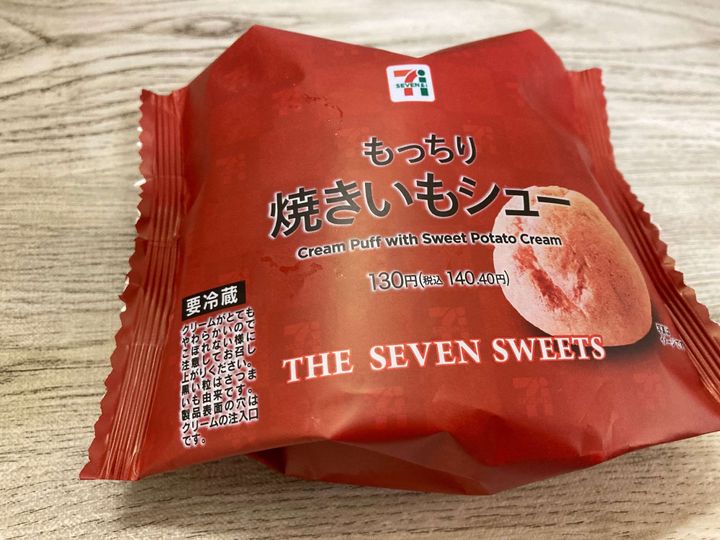 7i
SEVEN & i
もっちり
焼きいもシュー
Cream Puff with Sweet Potato Cream
130円(税込 140.40円)
THE SEVEN SWEETS
要冷蔵
クリームがとても
やわらかいので
こぼれない様に
注意してお召し
上がりください。
黒い粒はさつま
いも由来です。
製品表面の穴は
クリームの注入口
です。